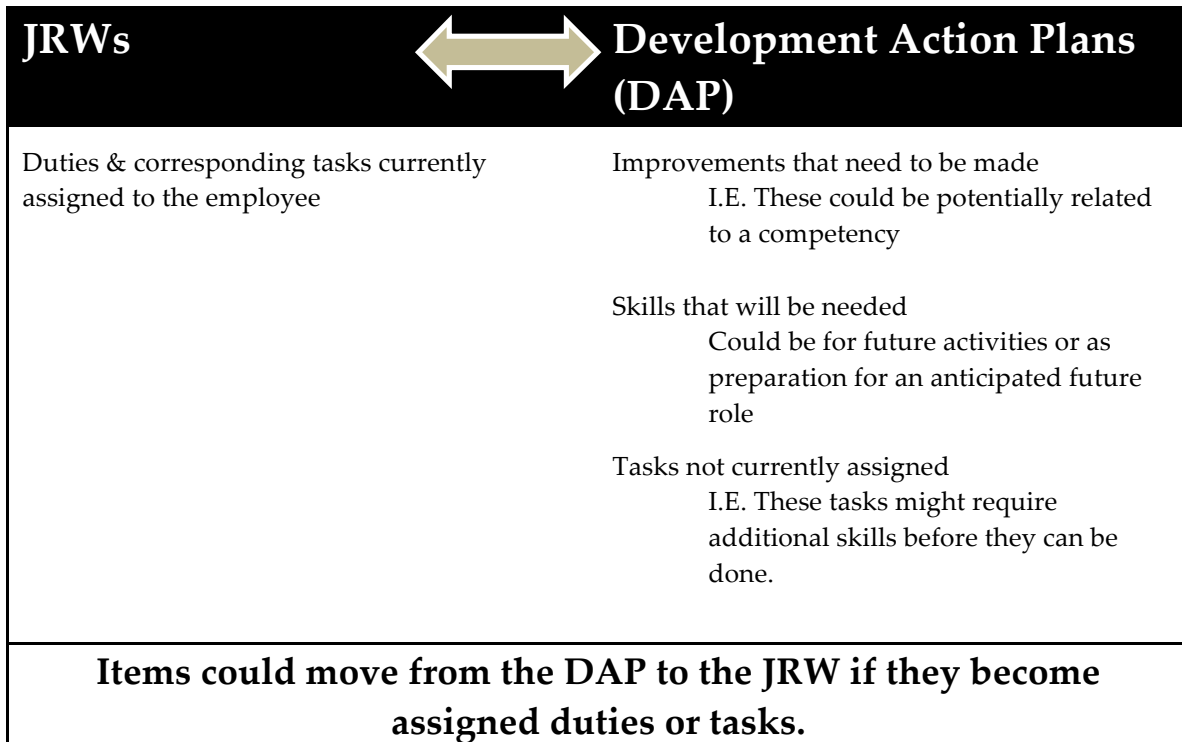 JRWs
Development Action Plans
(DAP)
Duties & corresponding tasks currently
assigned to the employee
Improvements that need to be made
I.E. These could be potentially related
to a competency
Skills that will be needed
Could be for future activities or as
preparation for an anticipated future
role
Tasks not currently assigned
I.E. These tasks might require
additional skills before they can be
done.
Items could move from the DAP to the JRW if they become
assigned duties or tasks.